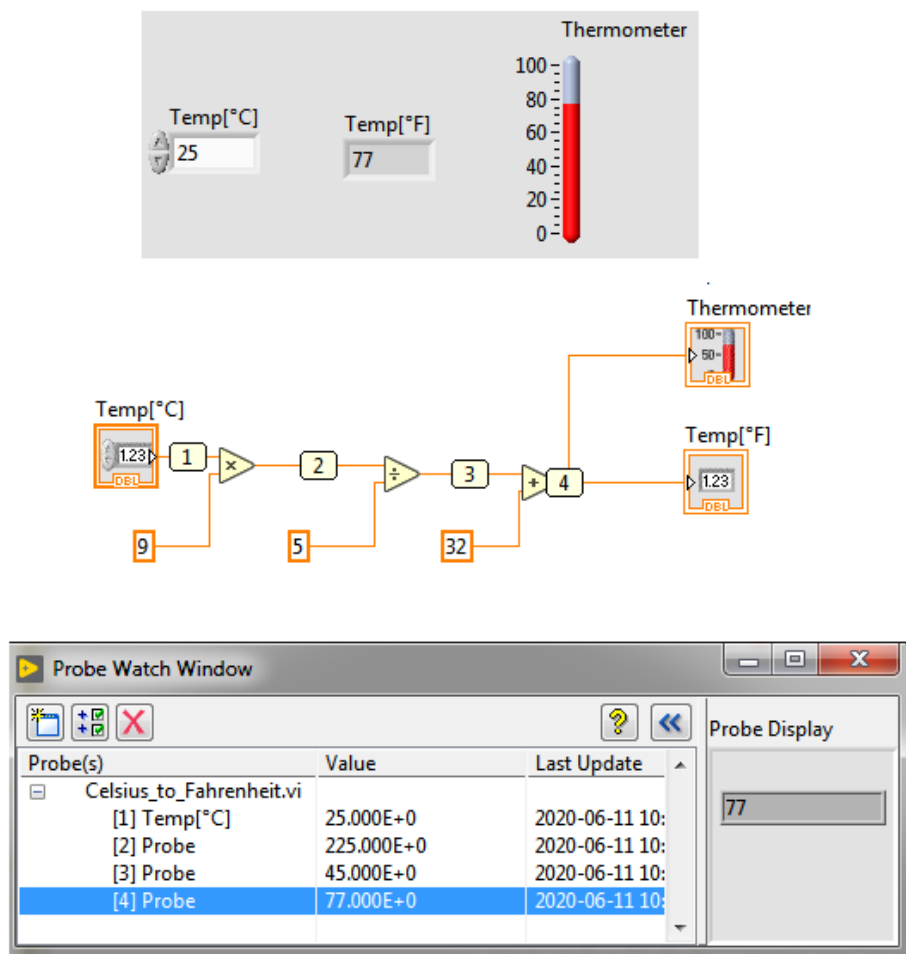 Thermometer
100
80
60
40
20
0
Temp[°C]
25
Temp[°F]
77
Thermometer
100
50
DBL
Temp[°C]
1.23
DBL
1
×
2
÷
3
+
4
Temp[°F]
1.23
DBL
9
5
32
Probe Watch Window
Probe(s) Value Last Update
Celsius_to_Fahrenheit.vi
[1] Temp[°C] 25.000E+0 2020-06-11 10:
[2] Probe 225.000E+0 2020-06-11 10:
[3] Probe 45.000E+0 2020-06-11 10:
[4] Probe 77.000E+0 2020-06-11 10:
Probe Display
77